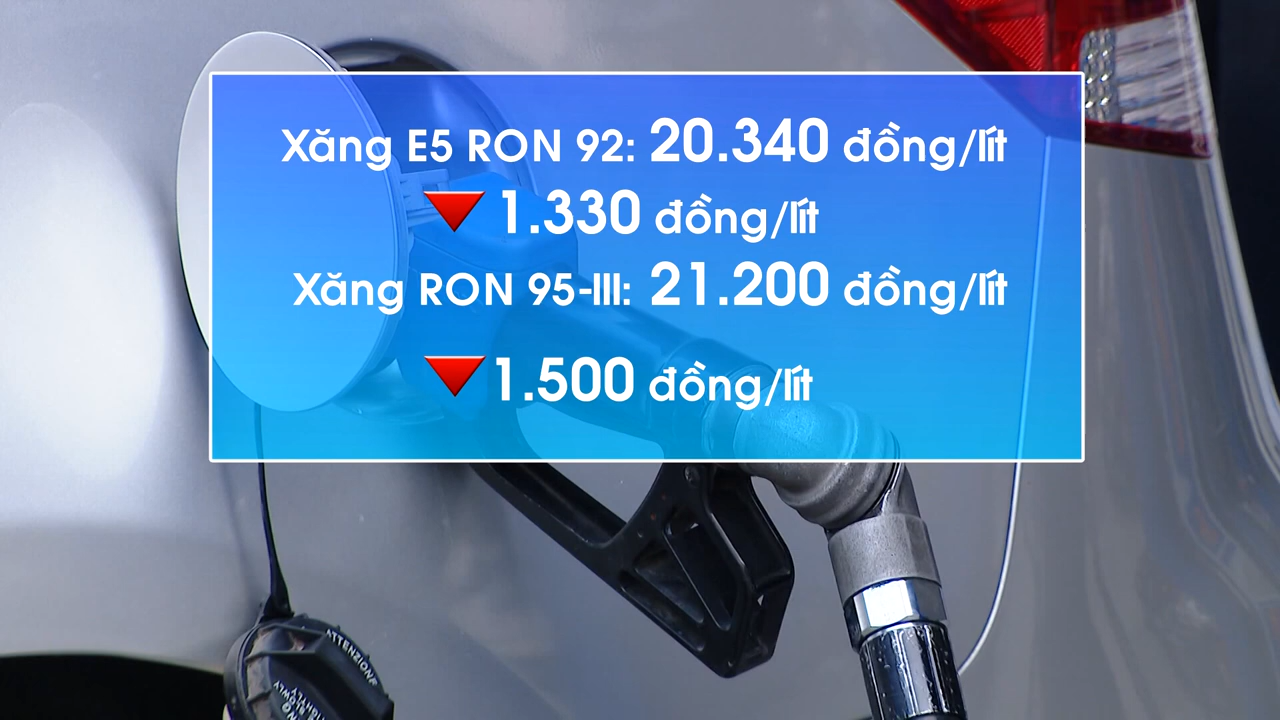 Xăng E5 RON 92: 20.340 đồng/lít
1.330 đồng/lít
Xăng RON 95-III: 21.200 đồng/lít
1.500 đồng/lít
ATTENZIONE